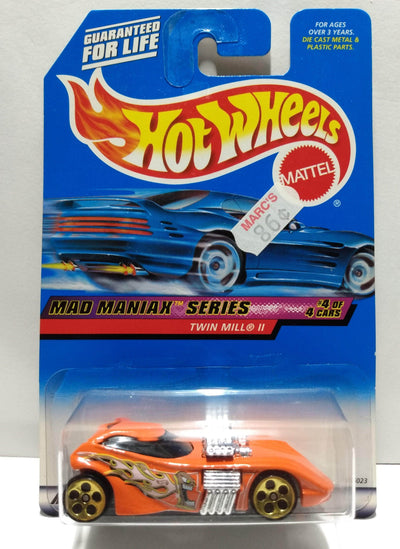 GUARANTEED
FOR LIFE
FOR AGES
OVER 3 YEARS.
DIE CAST METAL &
PLASTIC PARTS.
HOT WHEELS
®
MATTEL
MARC'S
86¢
MAD MANIAX™ SERIES
#4 OF
4 CARS
TWIN MILL® II
023